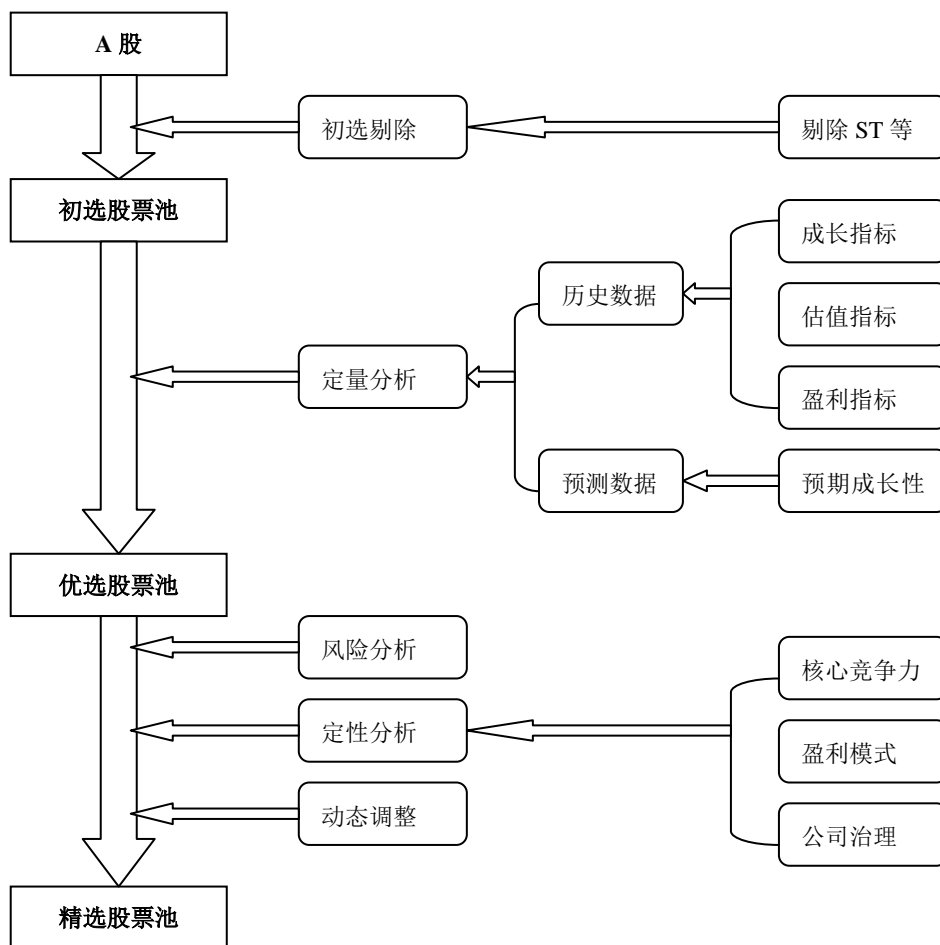 A 股
初选剔除
剔除 ST 等
初选股票池
成长指标
历史数据
估值指标
定量分析
盈利指标
预测数据
预期成长性
优选股票池
风险分析
核心竞争力
定性分析
盈利模式
动态调整
公司治理
精选股票池